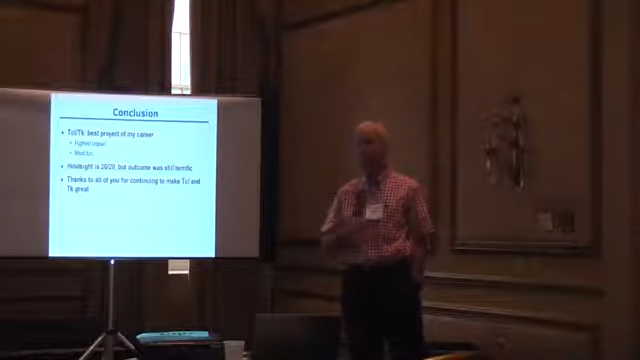 Conclusion
• Tcl/Tk: best project of my career
• Highest impact
• Most fun
• Hindsight is 20/20, but outcome was still terrific
• Thanks to all of you for continuing to make Tcl and
Tk great